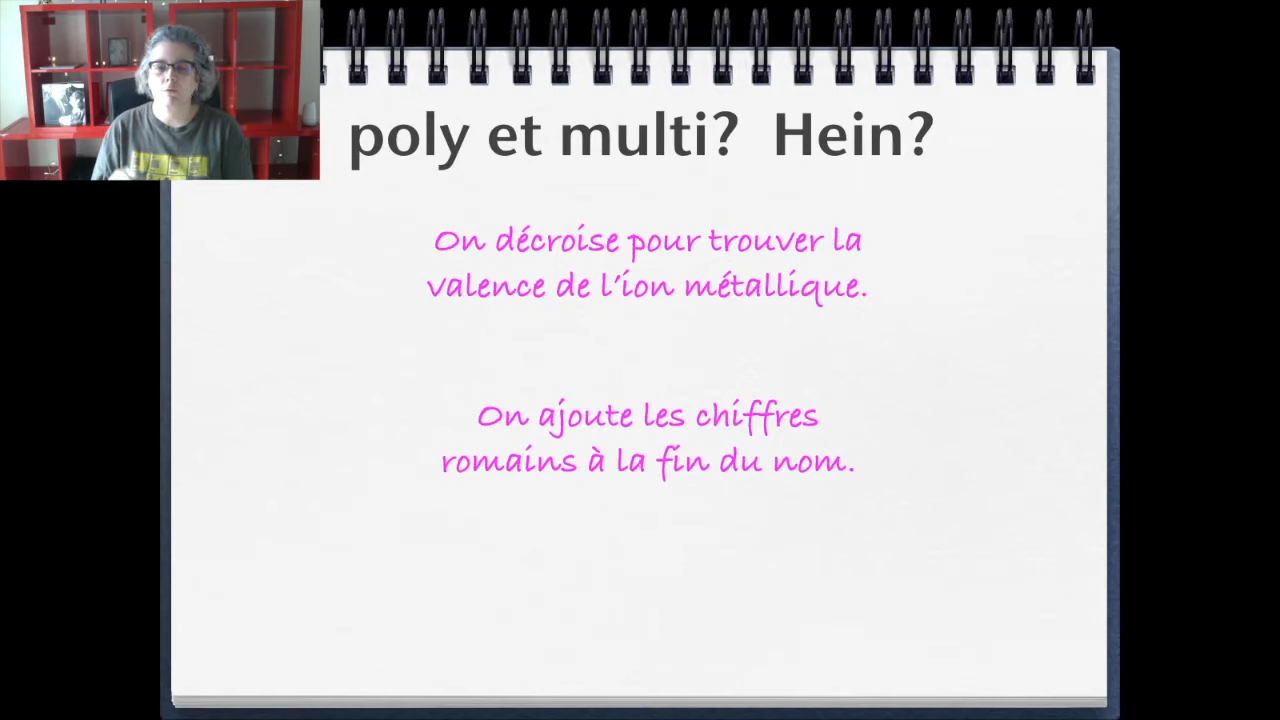 poly et multi? Hein?
On décroise pour trouver la
valence de l'ion métallique.
On ajoute les chiffres
romains à la fin du nom.